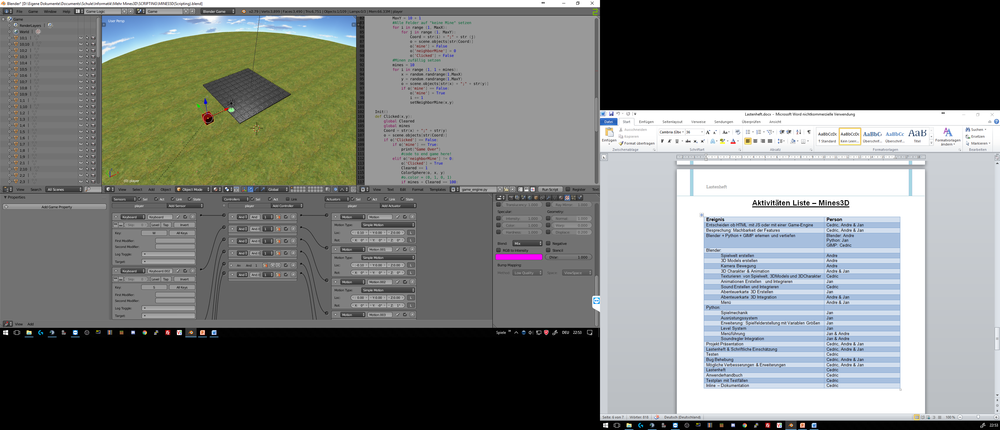 Blender* [D:\Eigene Dokumente\Documents\Schule\Informatik\Mehr Mines3D\SCRIPTING\MINES5D(Scripting).blend]
File Game Window Help Game Logic Game Blender Game v2.79 | Verts:3,899 | Faces:3,490 | Tris:6,751 | Objects:1/109 | Lamps:0/3 | Mem:66.33M | player
Game
RenderLayers |
World |
10;1 |
10;10 |
10;2 |
10;3 |
10;4 |
10;5 |
10;6 |
10;7 |
10;8 |
10;9 |
1;1 |
1;10 |
1;2 |
1;3 |
1;4 |
1;5 |
1;6 |
1;7 |
1;8 |
1;9 |
2;1 |
2;10 |
2;2 |
2;3 |
View Search All Scenes
User Persp
(0) player
View Select Add Object Object Mode Global
82 MaxY = 10 + 1
83 #Alle Felder auf "keine Mine" setzen
84 for i in range (1, MaxX):
85 for j in range (1, MaxY):
86 Coord = str(i) + ";" + str (j)
87 o = scene.objects[str(Coord)]
88 o['mine'] = False
89 o['neighborMine'] = 0
90 o['Clicked'] = False
91 #Minen zufällig setzen
92 mines = 10
93 for i in range (1, 1 + mines):
94 x = random.randrange(1,MaxX)
95 y = random.randrange(1,MaxY)
96 o = scene.objects[str(x) + ";" + str(y)]
97 if o['mine'] == False:
98 o['mine'] = True
99 i += 1
100 setNeighborMine(x,y)
101
102 Init()
103 def Clicked(x,y):
104 global Cleared
105 global mines
106 Coord = str(x) + ";" + str(y)
107 o = scene.objects[str(Coord)]
108 if o['Clicked'] == False:
109 if o['mine'] == True:
110 print("Game Over")
111 #code to end game here!
112 elif o['neighborMine'] != 0:
113 o['Clicked'] = True
114 Cleared += 1
115 ColorSphere(o, x, y)
116 #o.color = (0, 1, 0, 1)
117 if mines + Cleared == 100:
View Text Edit Format Templates game_engine.py Run Script Register Text:
Properties
Add Game Property
Sensors Sel Act Link State
player Add Sensor
Keyboard Keyboard
Skip: 0 Level Tap Invert
Key: W All Keys
First Modifier:
Second Modifier:
Log Toggle:
Target:
Keyboard Keyboard.002
Skip: 0 Level Tap Invert
Key: S All Keys
First Modifier:
Second Modifier:
Log Toggle:
Target:
Controllers Sel Act Link
player Add Controller
And And 1
And And.0 1
And And.0 1
And And.0 1
An And 1
And And.0 1
Actuators Sel Act Link State
player Add Actuator
Motion Motion
Motion Type: Simple Motion
Loc: : 0.10 Y:0.00 Z:0.00 L
Rot: X: 0° Y: 0° Z: 0° L
Motion Motion.001
Motion Type: Simple Motion
Loc: :-0.10 Y:0.00 Z:0.00 L
Rot: X: 0° Y: 0° Z: 0° L
Motion Motion.002
Motion Type: Simple Motion
Loc: : 0.00 Y:0.00 Z:0.00 L
Rot: X: 0° Y: -0° Z: 1° L
Motion Motion.003
View Add
Translucency: 1.000 Ray Mirror: 1.000
Specular: Geometry:
Intensity: 1.000 Normal: 1.000
Color: 1.000 Warp: 0.000
Hardness: 1.000 Displace: 0.200
Blend: Mix Negative
RGB to Intensity Stencil
DVar: 1.000
Bump Mapping:
Method: Low Quality Space: ViewSpace
Spiele DEU 22:53
Lastenheft.docx - Microsoft Word nichtkommerzielle Verwendung
Datei Start Einfügen Seitenlayout Verweise Sendungen Überprüfen Ansicht
Einfügen
Ausschneiden
Kopieren
Format übertragen
Zwischenablage
Cambria (Übe 36
F K U abc
Schriftart
Absatz
AaBbCcDc AaBbCcDc AaBbCc AaBbCc AaB
¶ Standard Kein Leerr... Überschrif... Überschrif... Titel
Formatvorlagen ändern
Formatvorlagen
Suchen
Ersetzen
Markieren
Bearbeiten
Lastenheft
Aktivitäten Liste – Mines3D
Ereignis Person
Entscheiden ob HTML mit JS oder mit einer Game-Engine Cedric, Andre & Jan
Besprechung: Machbarkeit der Features Cedric, Andre & Jan
Blender + Python + GIMP erlernen und vertiefen Blender: Andre
Python: Jan
GIMP: Cedric
Blender:
Spielwelt erstellen Andre
3D Models erstellen Andre
Kamera Bewegung Andre
3D Charakter & Animation Andre & Jan
Texturieren von Spielwelt, 3DModels und 3DCharakter Cedric
Animationen Erstellen und Integrieren Jan
Sound Erstellen und Integrieren Cedric
Abenteuerkarte 3D Erstellen Jan
Abenteuerkarte 3D Integration Andre & Jan
Menü Andre & Jan
Python:
Spielmechanik Jan
Ausrüstungssystem Jan
Erweiterung: Spielfelderstellung mit Variablen Größen Jan
Level System Jan
Menüführung Jan & Andre
Soundregler Integration Jan & Andre
Projekt Präsentation Cedric, Andre & Jan
Lastenheft & Schriftliche Einschätzung Cedric, Andre & Jan
Testen Cedric
Bug Behebung Cedric, Andre & Jan
Mögliche Verbesserungen & Erweiterungen Cedric, Andre & Jan
Lastenheft Cedric
Anwenderhandbuch Cedric
Testplan mit Testfällen Cedric
Inline – Dokumentation Cedric
Seite: 6 von 7 Wörter: 818 Deutsch (Deutschland) 100 %
22:53